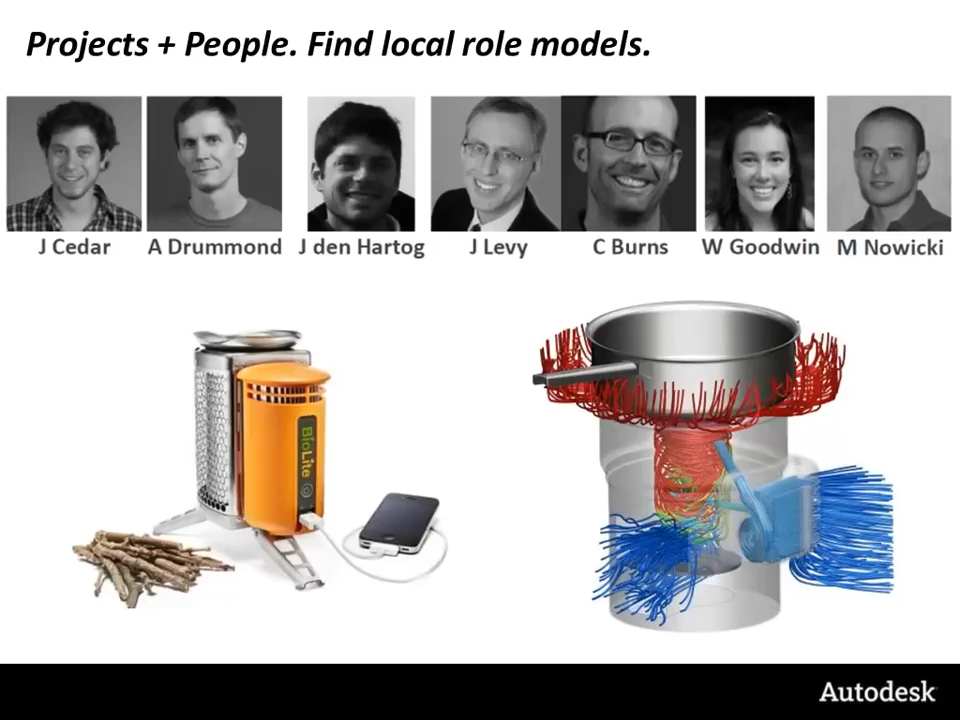 Projects + People. Find local role models.
J Cedar
A Drummond
J den Hartog
J Levy
C Burns
W Goodwin
M Nowicki
BioLite
Autodesk